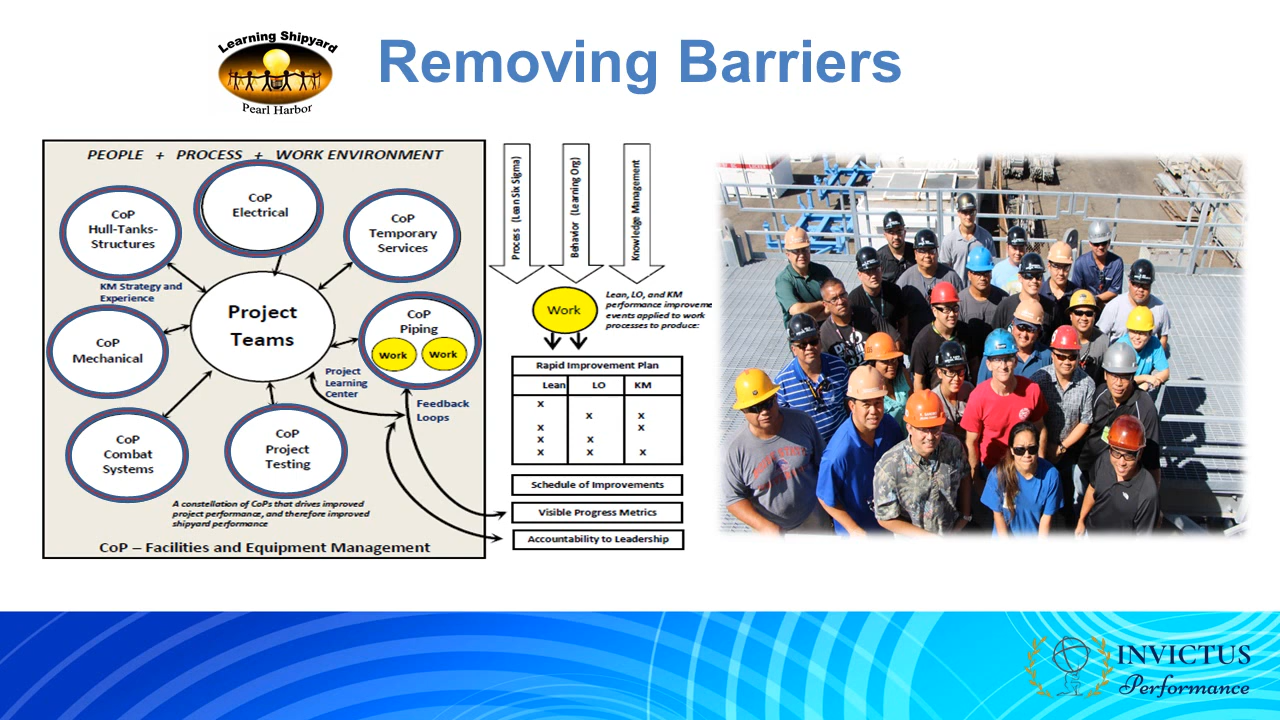 Learning Shipyard
Pearl Harbor
Removing Barriers
PEOPLE + PROCESS + WORK ENVIRONMENT
CoP
Hull-Tanks-
Structures
CoP
Electrical
CoP
Temporary
Services
KM Strategy and
Experience
Project
Teams
CoP
Mechanical
CoP
Piping
Work
Work
Project
Learning
Center
Feedback
Loops
CoP
Combat
Systems
CoP
Project
Testing
A constellation of CoPs that drives improved
project performance, and therefore improved
shipyard performance
CoP – Facilities and Equipment Management
Process (Lean Six Sigma)
Behavior (Learning Org)
Knowledge Management
Work
Lean, LO, and KM
performance improveme
events applied to work
processes to produce:
Rapid Improvement Plan
Lean LO KM
x
x x
x x
x x
x x x
Schedule of Improvements
Visible Progress Metrics
Accountability to Leadership
INVICTUS
Performance